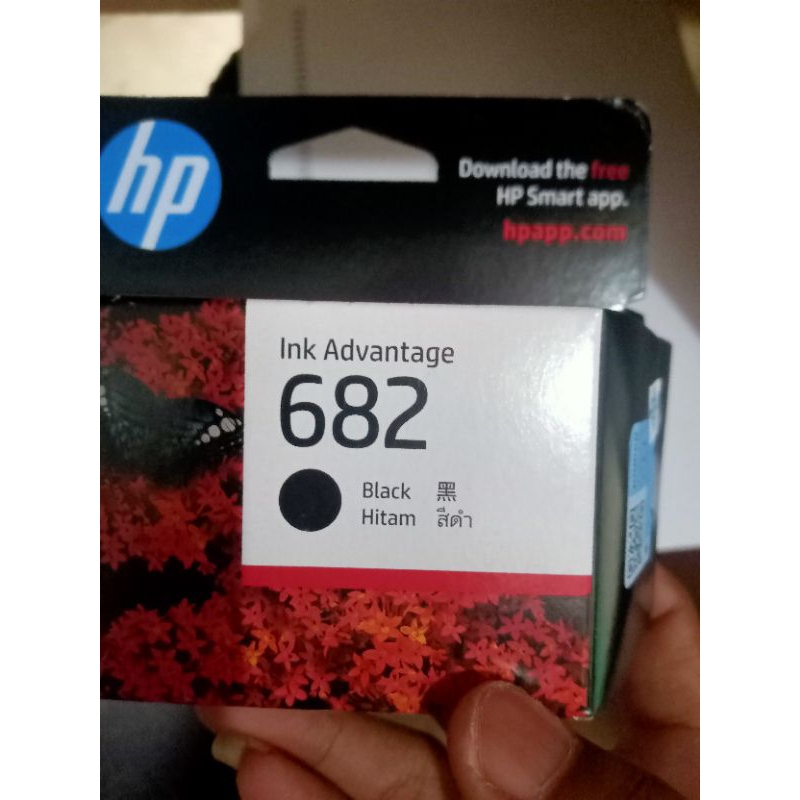 hp
Download the free
HP Smart app.
hpapp.com
Ink Advantage
682
Black 黑
Hitam สีดำ